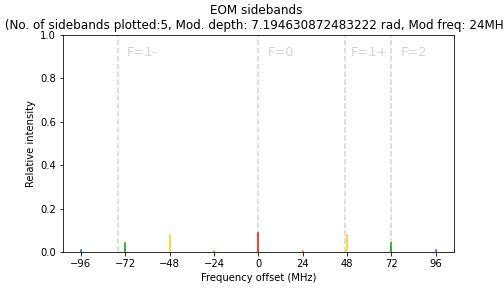 EOM sidebands
(No. of sidebands plotted:5, Mod. depth: 7.194630872483222 rad, Mod freq: 24MH
1.0
0.8
0.6
0.4
0.2
0.0
Relative intensity
F=1-
F=0
F=1+
F=2
−96 −72 −48 −24 0 24 48 72 96
Frequency offset (MHz)